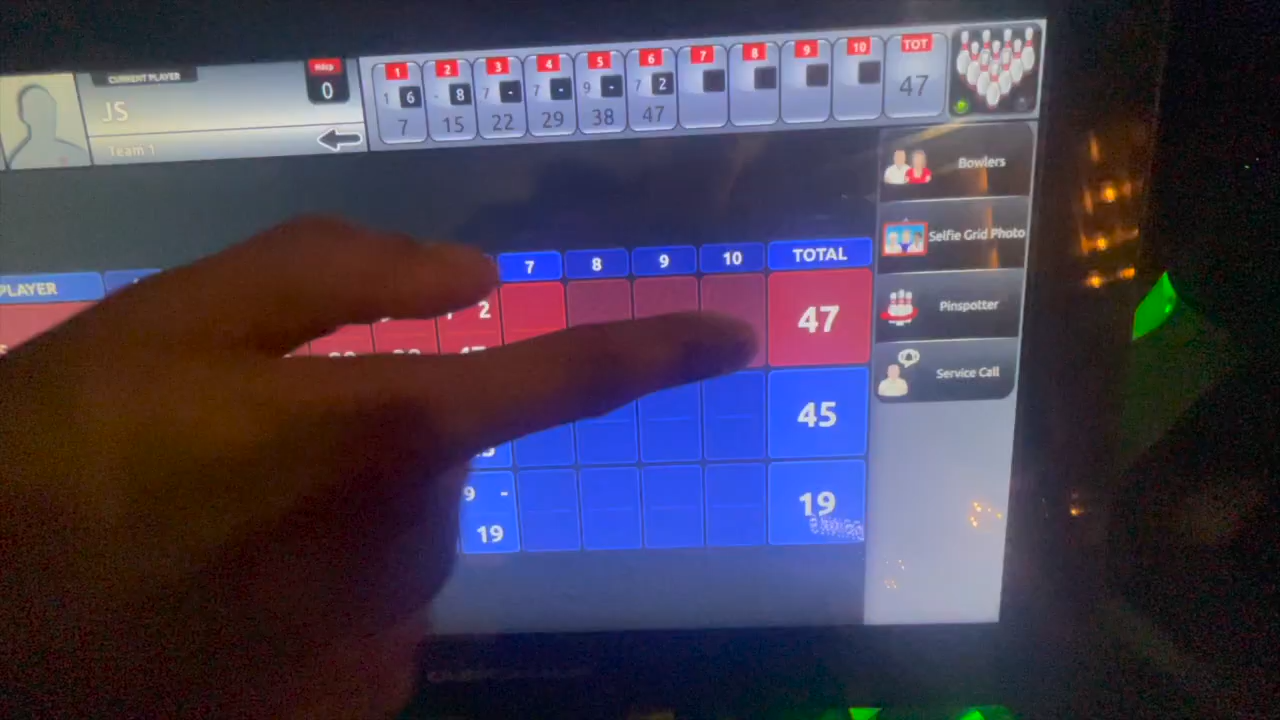 CURRENT PLAYER
JS
Team 1
Hdcp
0
1 2 3 4 5 6 7 8 9 10 TOT
1 6 - 8 7 - 7 - 9 - 7 2
7 15 22 29 38 47 47
Bowlers
Selfie Grid Photo
Pinspotter
Service Call
PLAYER 7 8 9 10 TOTAL
2
47
45
9 -
19
19